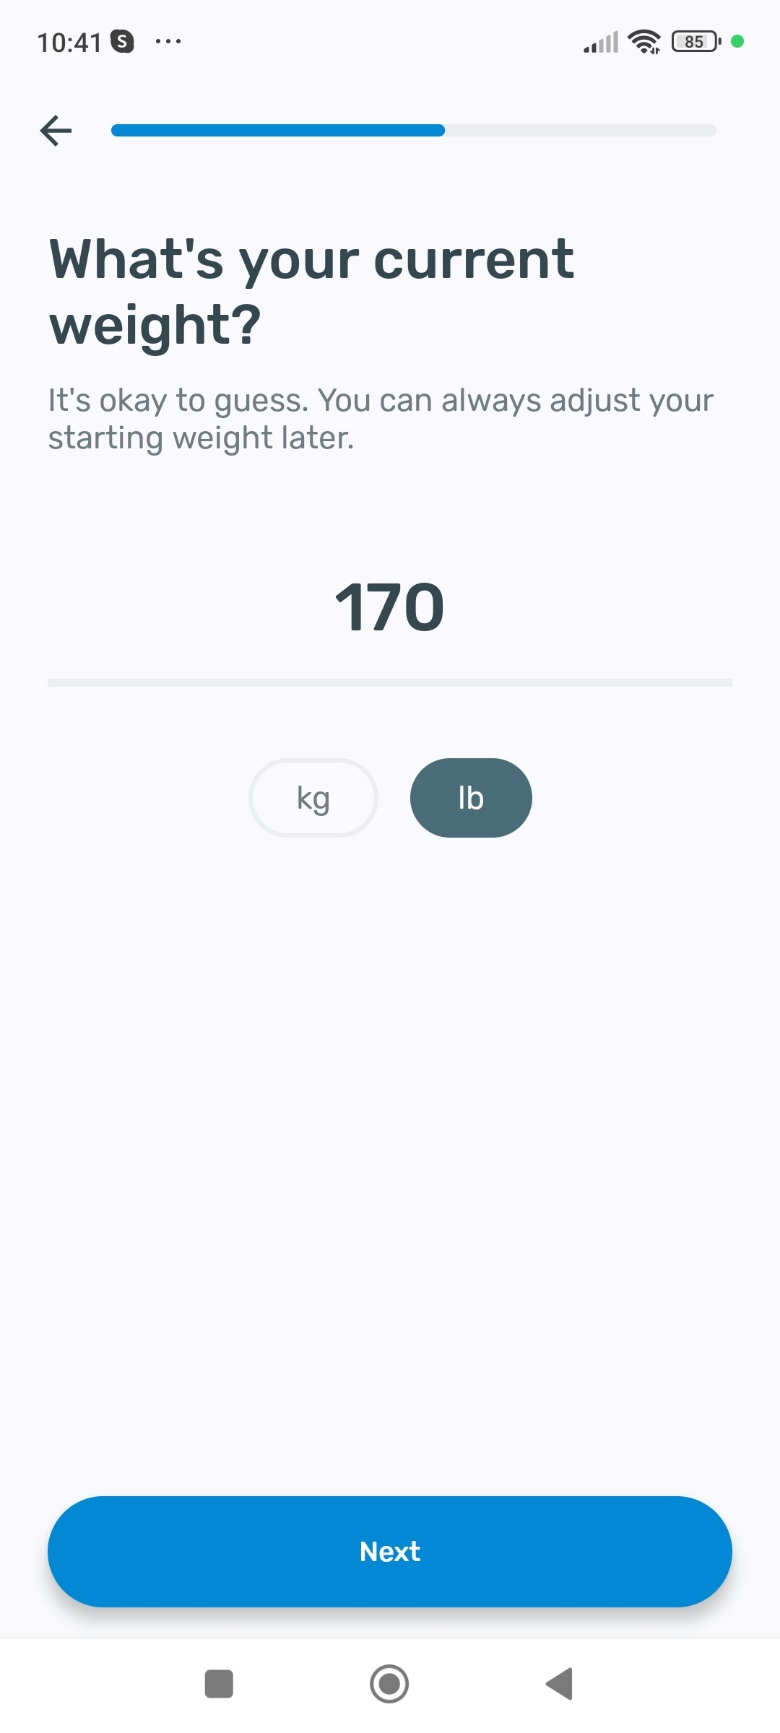 10:41 S ...
85
What's your current
weight?
It's okay to guess. You can always adjust your
starting weight later.
170
kg
lb
Next